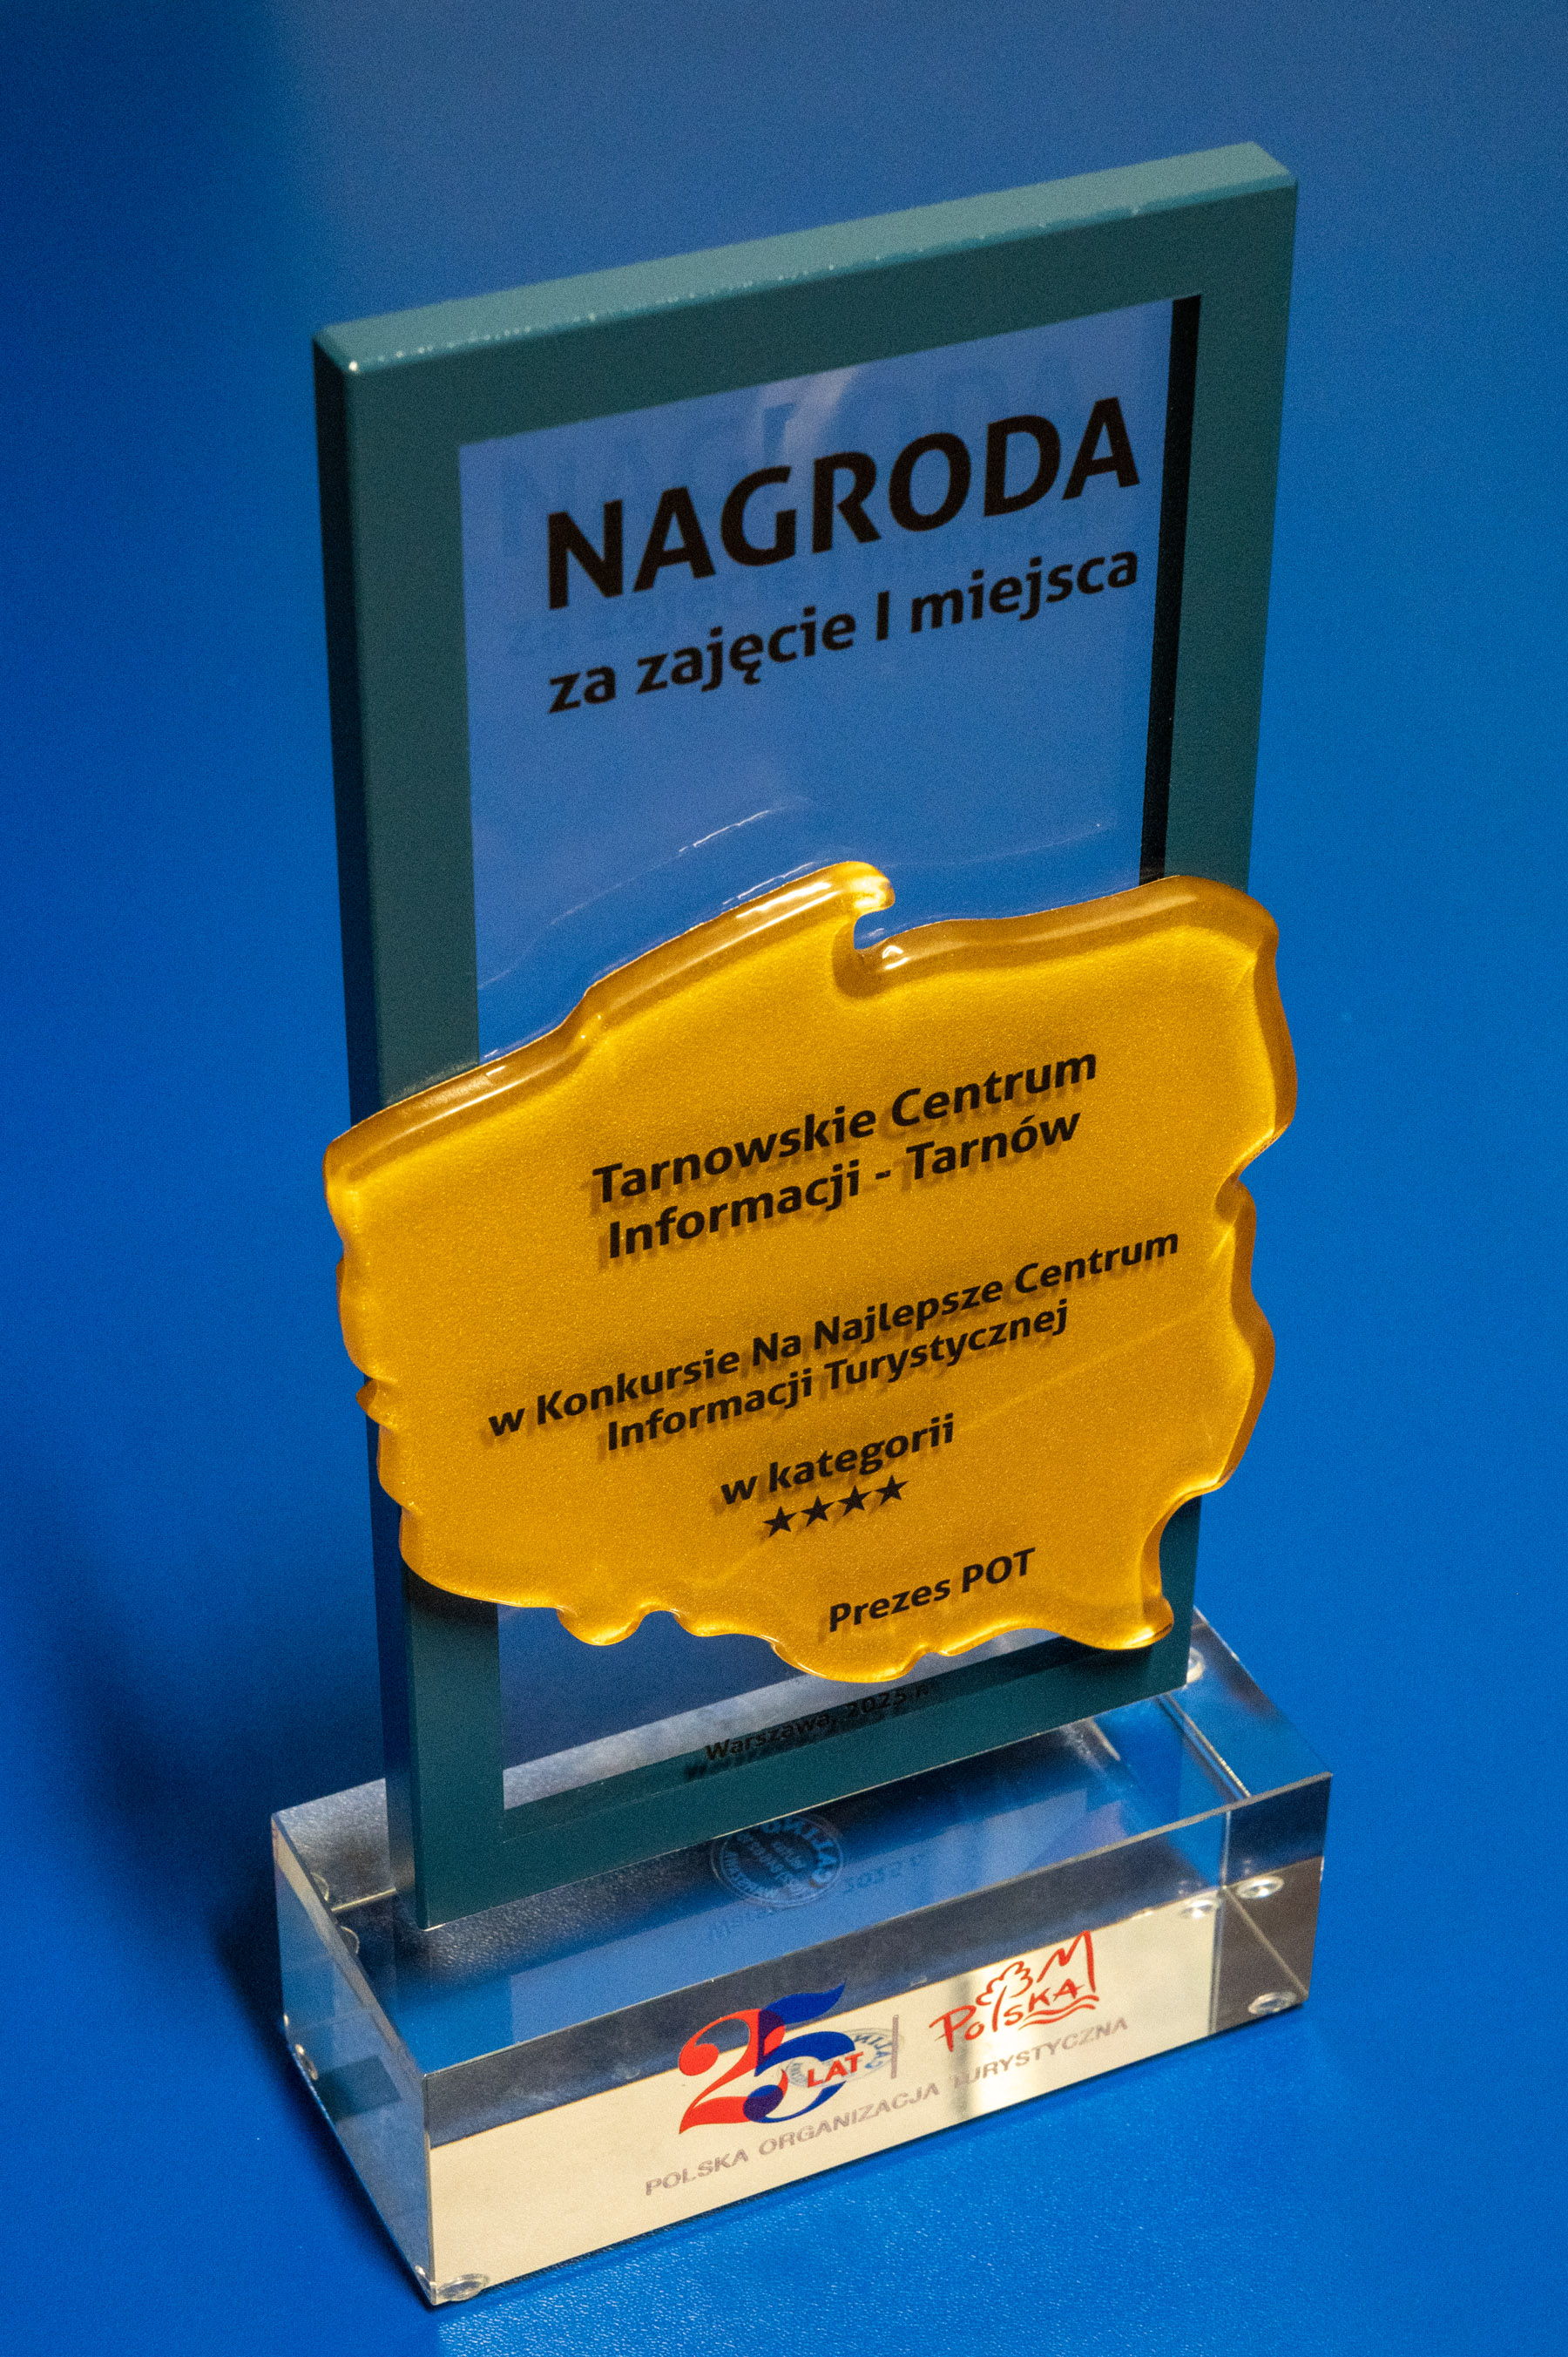 NAGRODA
za zajęcie I miejsca
Tarnowskie Centrum
Informacji - Tarnów
w Konkursie Na Najlepsze Centrum
Informacji Turystycznej
w kategorii
★★★★
Prezes POT
Warszawa, 2025 r.
25 LAT
POLSKA
POLSKA ORGANIZACJA TURYSTYCZNA